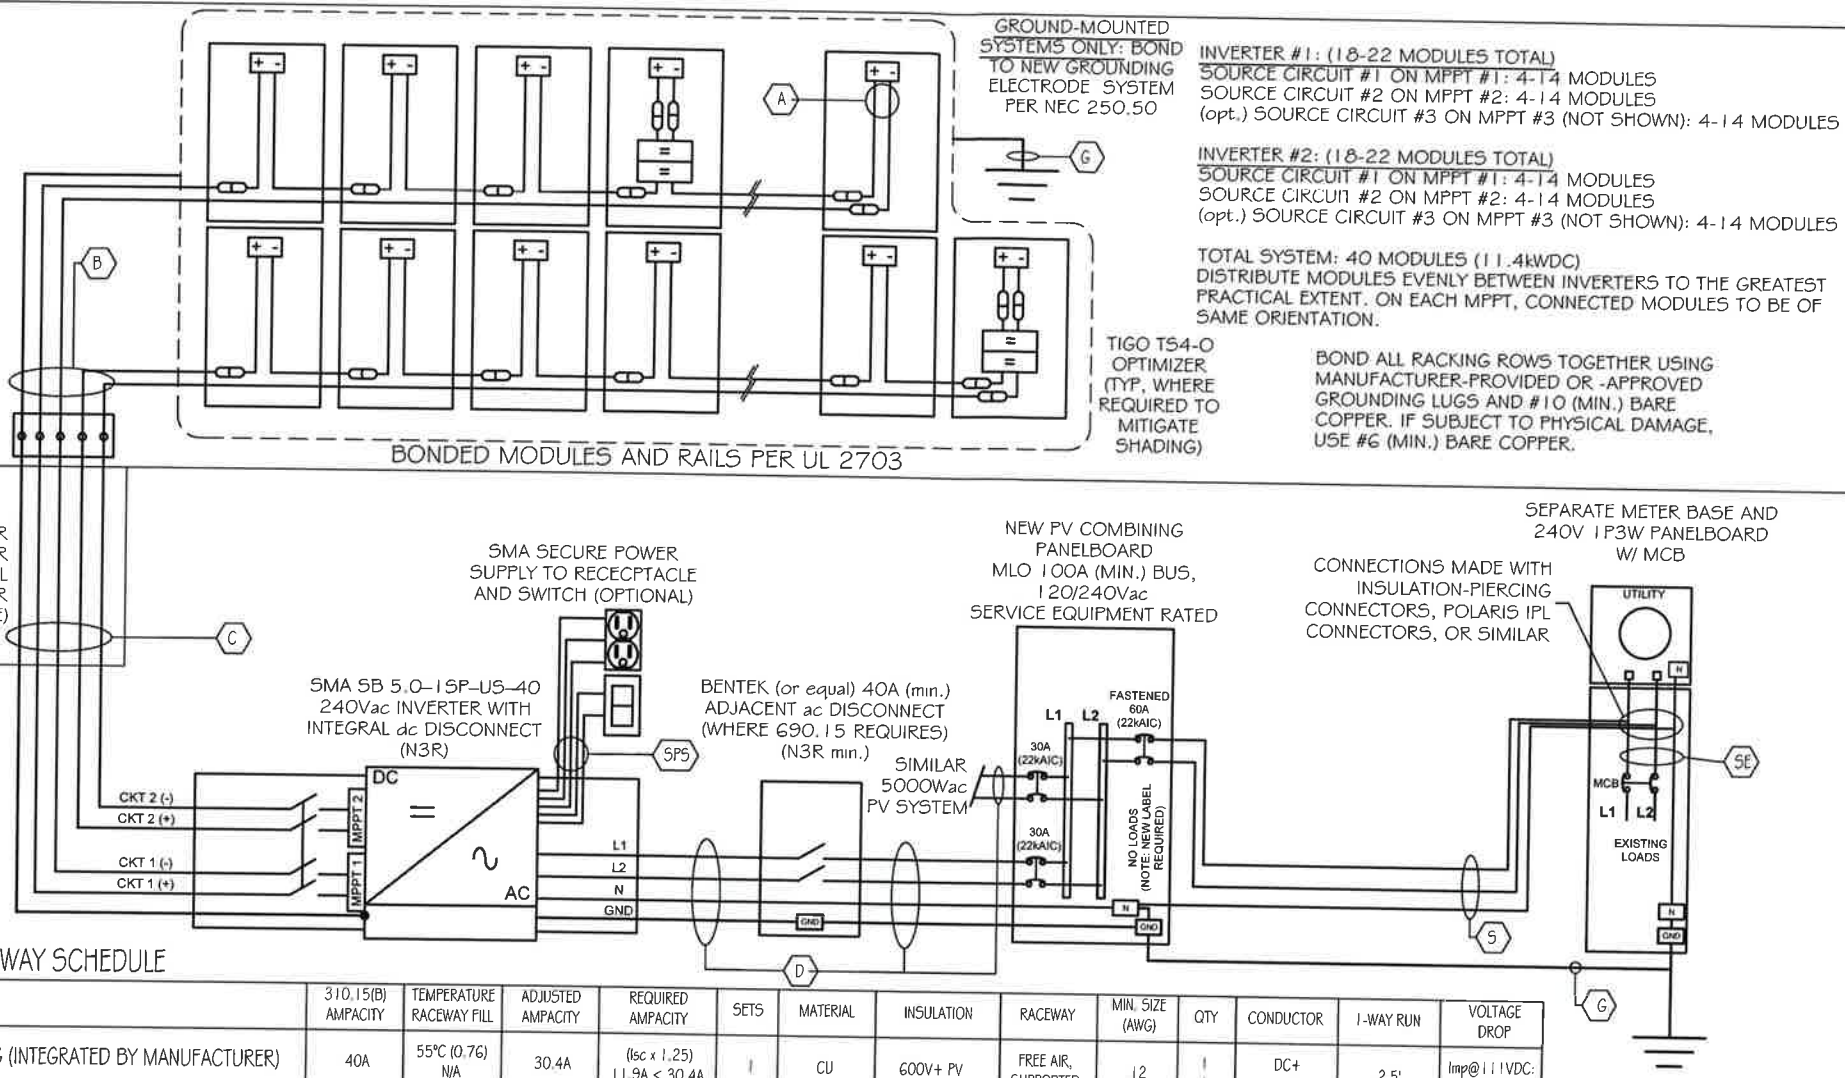 GROUND-MOUNTED
SYSTEMS ONLY: BOND
TO NEW GROUNDING
ELECTRODE SYSTEM
PER NEC 250.50
INVERTER #1: (18-22 MODULES TOTAL)
SOURCE CIRCUIT #1 ON MPPT #1: 4-14 MODULES
SOURCE CIRCUIT #2 ON MPPT #2: 4-14 MODULES
(opt.) SOURCE CIRCUIT #3 ON MPPT #3 (NOT SHOWN): 4-14 MODULES
INVERTER #2: (18-22 MODULES TOTAL)
SOURCE CIRCUIT #1 ON MPPT #1: 4-14 MODULES
SOURCE CIRCUIT #2 ON MPPT #2: 4-14 MODULES
(opt.) SOURCE CIRCUIT #3 ON MPPT #3 (NOT SHOWN): 4-14 MODULES
TOTAL SYSTEM: 40 MODULES (11.4kWDC)
DISTRIBUTE MODULES EVENLY BETWEEN INVERTERS TO THE GREATEST
PRACTICAL EXTENT. ON EACH MPPT, CONNECTED MODULES TO BE OF
SAME ORIENTATION.
+ -
+ -
+ -
+ -
+ -
A
G
B
+ -
+ -
+ -
+ -
+ -
+ -
TIGO TS4-O
OPTIMIZER
(TYP, WHERE
REQUIRED TO
MITIGATE
SHADING)
BOND ALL RACKING ROWS TOGETHER USING
MANUFACTURER-PROVIDED OR -APPROVED
GROUNDING LUGS AND #10 (MIN.) BARE
COPPER. IF SUBJECT TO PHYSICAL DAMAGE,
USE #6 (MIN.) BARE COPPER.
BONDED MODULES AND RAILS PER UL 2703
R
R
L
R
E)
C
SMA SECURE POWER
SUPPLY TO RECECPTACLE
AND SWITCH (OPTIONAL)
NEW PV COMBINING
PANELBOARD
MLO 100A (MIN.) BUS,
120/240Vac
SERVICE EQUIPMENT RATED
SEPARATE METER BASE AND
240V 1P3W PANELBOARD
W/ MCB
CONNECTIONS MADE WITH
INSULATION-PIERCING
CONNECTORS, POLARIS IPL
CONNECTORS, OR SIMILAR
SMA SB 5.0-1SP-US-40
240Vac INVERTER WITH
INTEGRAL dc DISCONNECT
(N3R)
BENTEK (or equal) 40A (min.)
ADJACENT ac DISCONNECT
(WHERE 690.15 REQUIRES)
(N3R min.)
SPS
SIMILAR
5000Wac
PV SYSTEM
L1
L2
FASTENED
60A
(22kAIC)
30A
(22kAIC)
30A
(22kAIC)
NO LOADS
(NOTE: NEW LABEL
REQUIRED)
N
GND
UTILITY
N
SE
MCB
L1
L2
EXISTING
LOADS
N
GND
CKT 2 (-)
CKT 2 (+)
CKT 1 (-)
CKT 1 (+)
MPPT 2
MPPT 1
DC
AC
L1
L2
N
GND
GND
D
S
G
WAY SCHEDULE
310.15(B)
AMPACITY
TEMPERATURE
RACEWAY FILL
ADJUSTED
AMPACITY
REQUIRED
AMPACITY
SETS
MATERIAL
INSULATION
RACEWAY
MIN. SIZE
(AWG)
QTY
CONDUCTOR
1-WAY RUN
VOLTAGE
DROP
G (INTEGRATED BY MANUFACTURER)
40A
55°C (0.76)
N/A
30.4A
(Isc x 1.25)
11.9A < 30.4A
1
CU
600V+ PV
FREE AIR,
SUPPORTED
12
1
DC+
2.5'
Imp@111VDC: